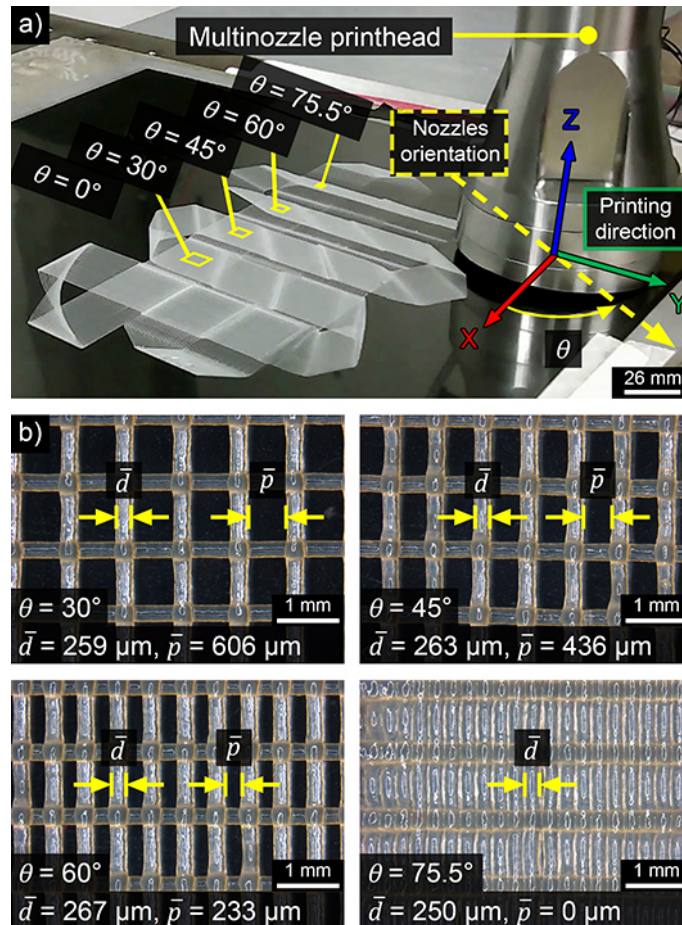 a)
Multinozzle printhead
θ = 75.5°
θ = 60°
θ = 45°
θ = 30°
θ = 0°
Nozzles
orientation
Z
Printing
direction
X
Y
θ
26 mm
b)
d̄
p̄
θ = 30°
1 mm
d̄ = 259 μm, p̄ = 606 μm
d̄
p̄
θ = 45°
1 mm
d̄ = 263 μm, p̄ = 436 μm
d̄
p̄
θ = 60°
1 mm
d̄ = 267 μm, p̄ = 233 μm
d̄
θ = 75.5°
1 mm
d̄ = 250 μm, p̄ = 0 μm